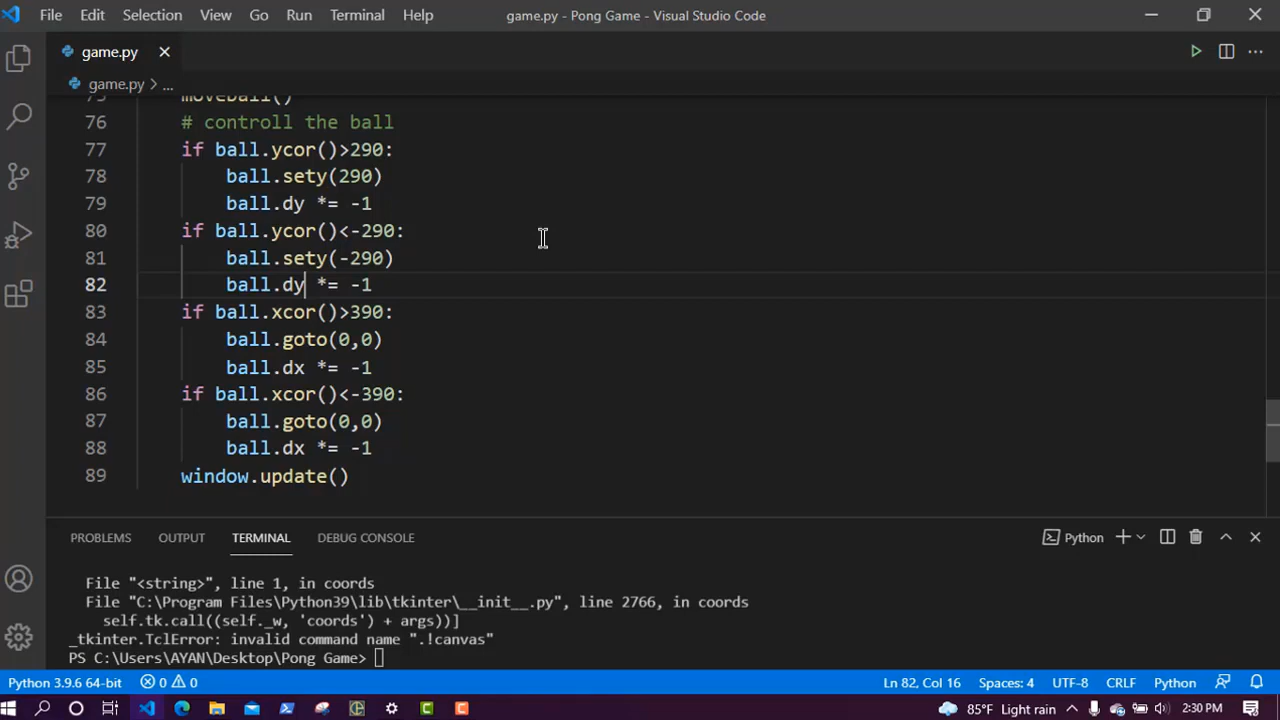 File Edit Selection View Go Run Terminal Help game.py - Pong Game - Visual Studio Code
game.py
game.py > ...
75 moveball()
76 # controll the ball
77 if ball.ycor()>290:
78 ball.sety(290)
79 ball.dy *= -1
80 if ball.ycor()<-290:
81 ball.sety(-290)
82 ball.dy *= -1
83 if ball.xcor()>390:
84 ball.goto(0,0)
85 ball.dx *= -1
86 if ball.xcor()<-390:
87 ball.goto(0,0)
88 ball.dx *= -1
89 window.update()
PROBLEMS OUTPUT TERMINAL DEBUG CONSOLE Python
File "<string>", line 1, in coords
File "C:\Program Files\Python39\lib\tkinter\__init__.py", line 2766, in coords
self.tk.call((self._w, 'coords') + args))]
_tkinter.TclError: invalid command name ".!canvas"
PS C:\Users\AYAN\Desktop\Pong Game>
Python 3.9.6 64-bit 0 0 Ln 82, Col 16 Spaces: 4 UTF-8 CRLF Python
85°F Light rain 2:30 PM